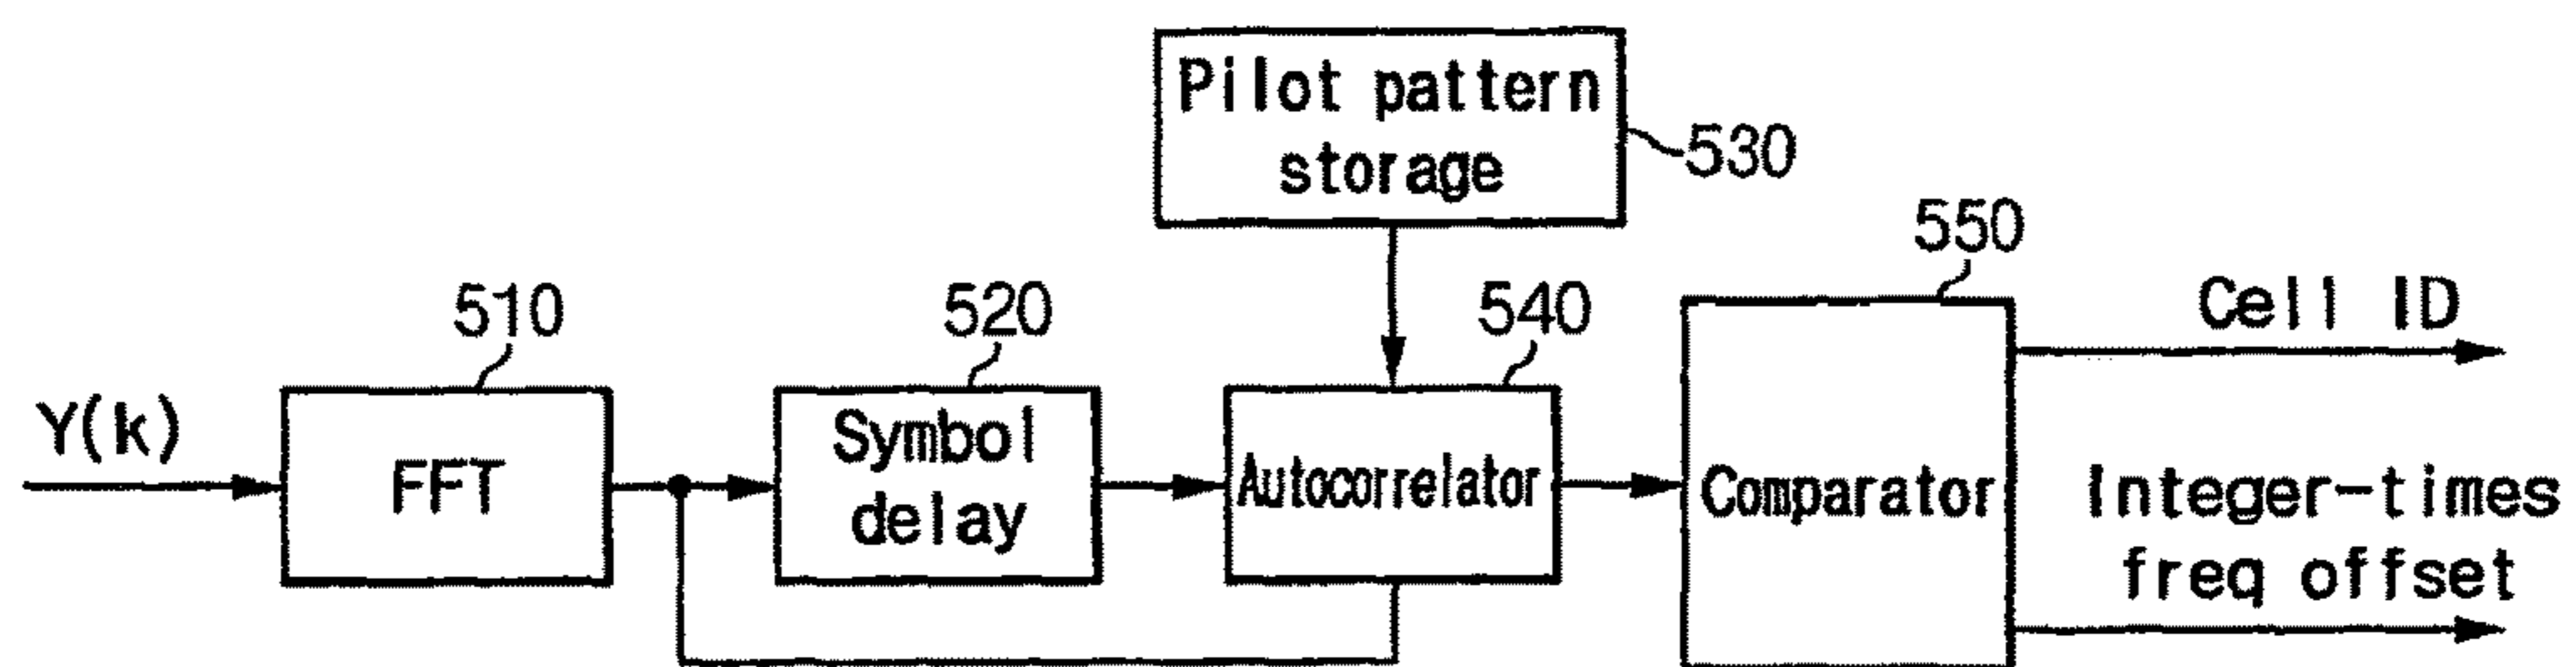 Pilot pattern
storage
530
550
510
520
540
Cell ID
Y(k)
FFT
Symbol
delay
Autocorrelator
Comparator
Integer-times
freq offset